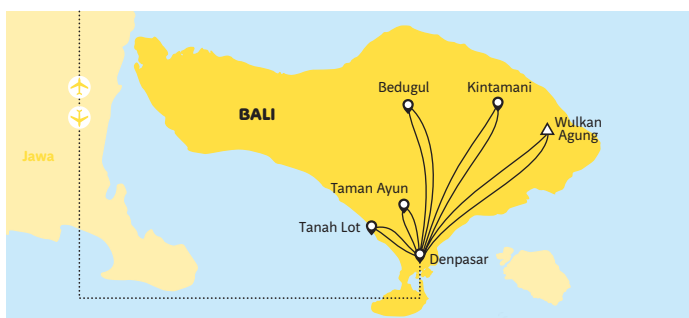 Bedugul
Kintamani
BALI
Wulkan
Agung
Jawa
Taman Ayun
Tanah Lot
Denpasar